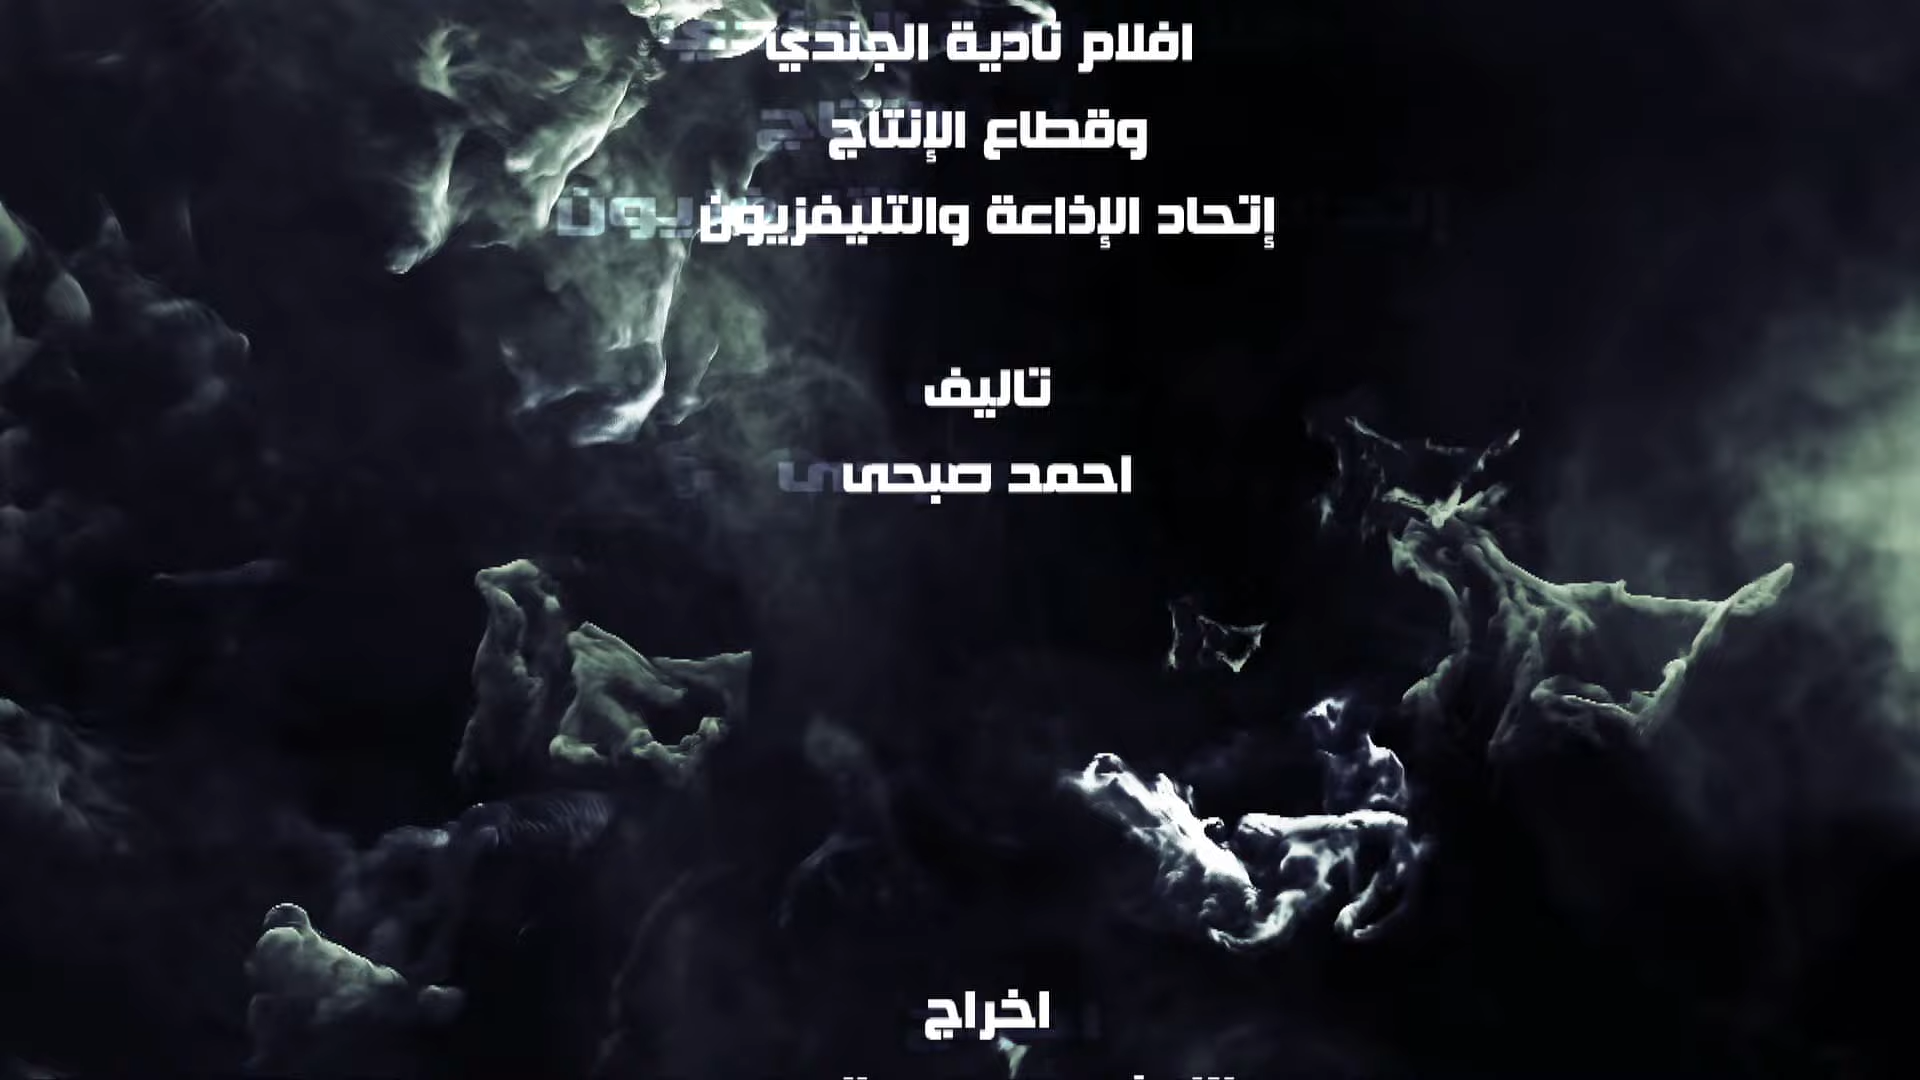 افلام نادية الجندي
وقطاع الإنتاج
إتحاد الإذاعة والتليفزيون
تاليف
احمد صبحى
اخراج